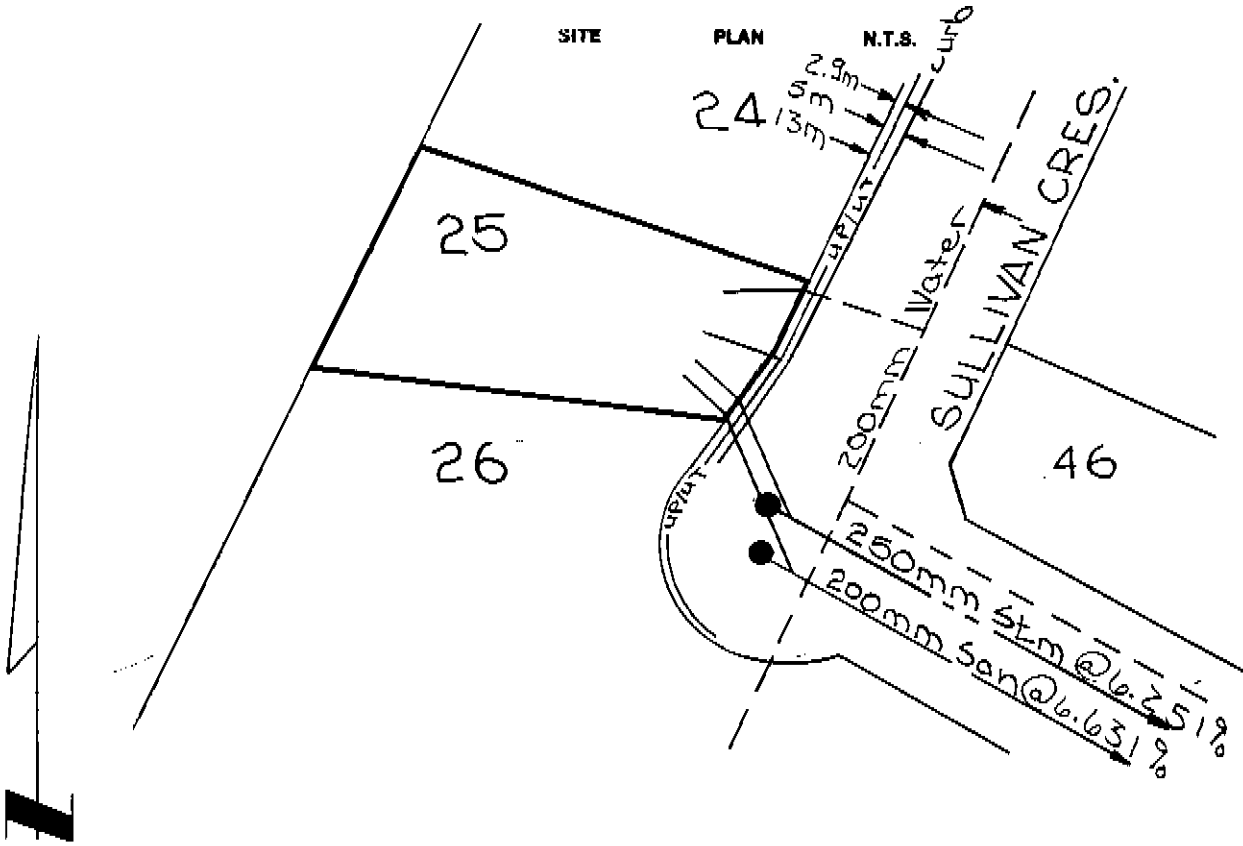 SITE PLAN N.T.S.
curb
2.9m
5m
13m
24
25
UP/UT
200mm Water
SULLIVAN CRES.
26
46
UP/UT
250mm Stm @ 6.251%
200mm San @ 6.631%